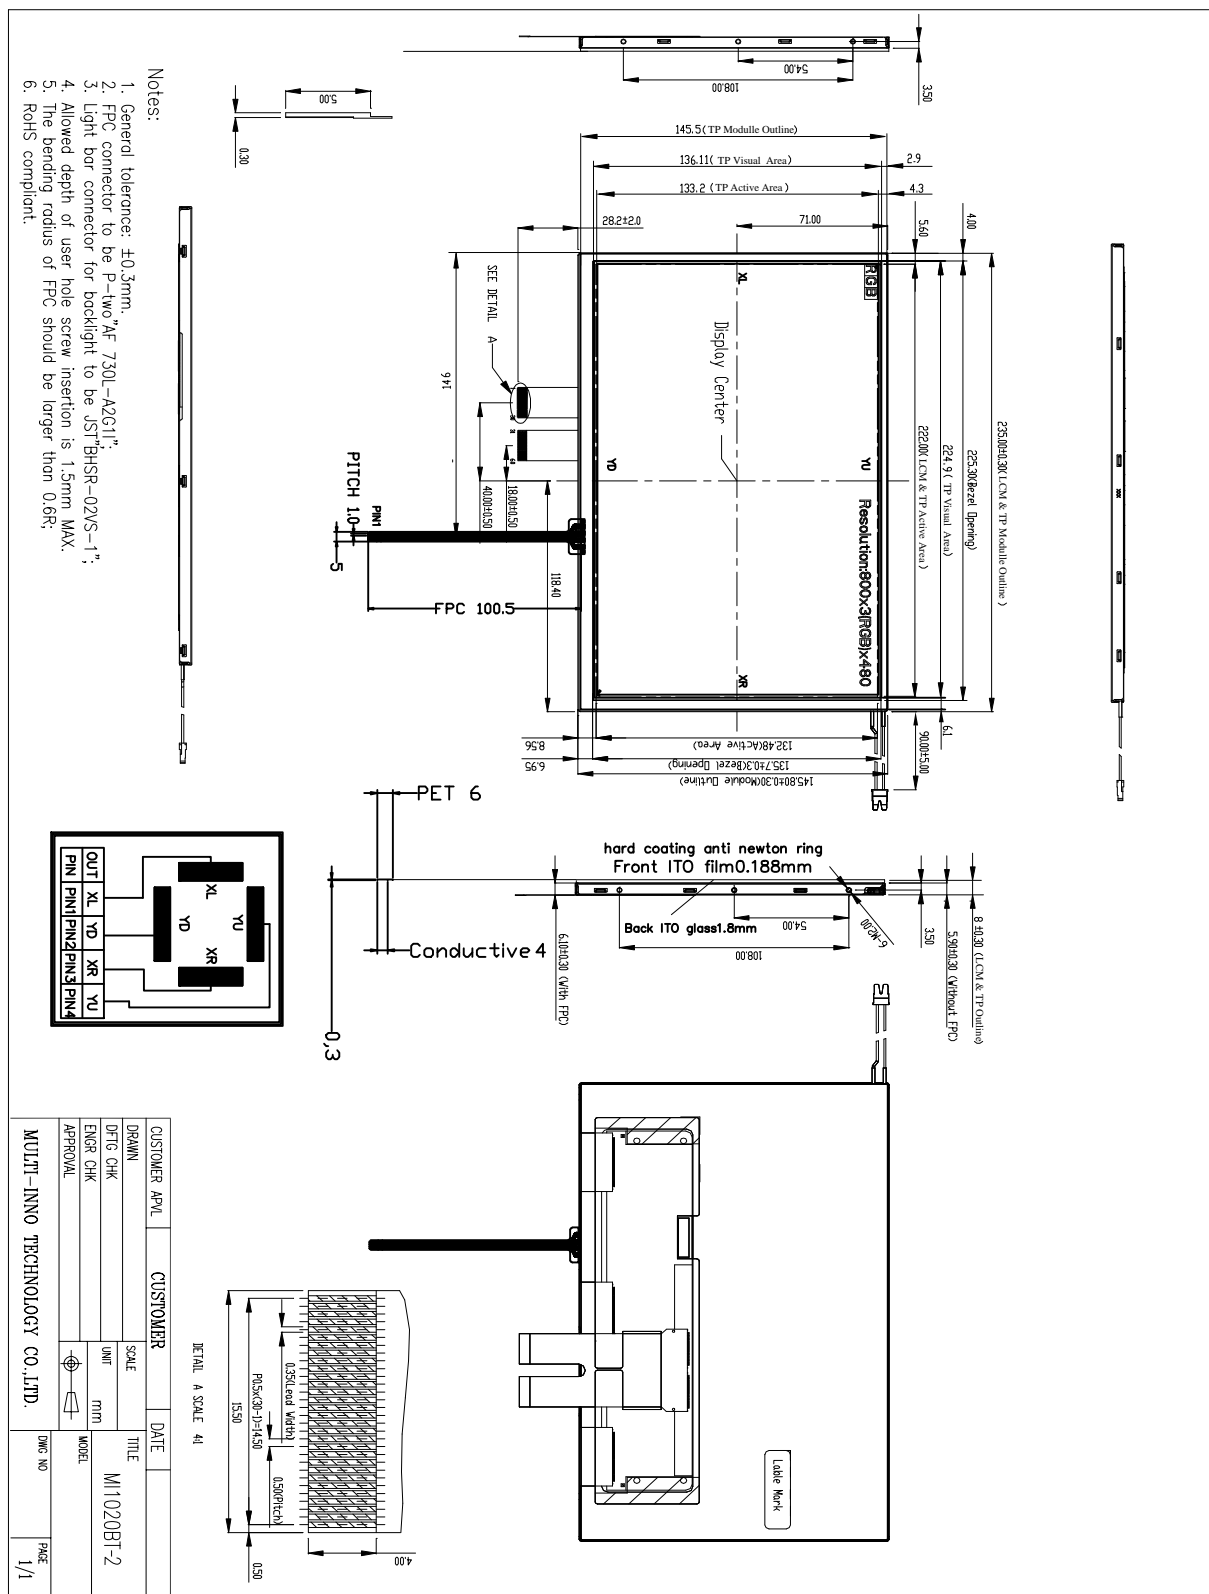 3.50
54.00
108.00
5.00
0.30
Notes:
1. General tolerance: ±0.3mm.
2. FPC connector to be P-two"AF 730L-A2G1I";
3. Light bar connector for backlight to be JST"BHSR-02VS-1";
4. Allowed depth of user hole screw insertion is 1.5mm MAX.
5. The bending radius of FPC should be larger than 0.6R;
6. RoHS compliant.
145.5( TP Modulle Outline)
136.11( TP Visual Area)
2.9
133.2 ( TP Active Area )
4.3
28.2±2.0
71.00
5.60
4.00
235.00±0.30( LCM & TP Modulle Outline )
225.30(Bezel Opening)
224.9( TP Visual Area)
222.00( LCM & TP Active Area )
RGB
XL
YU
YD
XR
Display Center
Resolution:800x3(RGB)x480
SEE DETAIL A
146
18.00±0.50
40.00±0.50
118.40
PITCH 1.0
PIN1
5
FPC 100.5
6.1
90.00±5.00
132.48(Active Area)
8.56
135.7±0.3(Bezel Opening)
6.95
145.80±0.30(Module Outline)
PET 6
Conductive 4
0,3
hard coating anti newton ring
Front ITO film0.188mm
Back ITO glass1.8mm
54.00
108.00
6-M2.00
3.50
5.90±0.30 (Without FPC)
8 ±0.30 (LCM & TP Outline)
6.10±0.30 (With FPC)
XL
YU
YD
XR
OUT XL YD XR YU
PIN PIN1 PIN2 PIN3 PIN4
Lable Mark
0.35(Lead Width)
0.50(Pitch)
P0.5x(30-1)=14.50
15.50
0.50
4.00
DETAIL A SCALE 4:1
CUSTOMER APVL
CUSTOMER
DATE
DRAWN
DFTG CHK
ENGR CHK
APPROVAL
SCALE
UNIT
mm
TITLE
MI1020BT-2
MODEL
MULTI-INNO TECHNOLOGY CO.,LTD.
DWG NO
PAGE
1/1